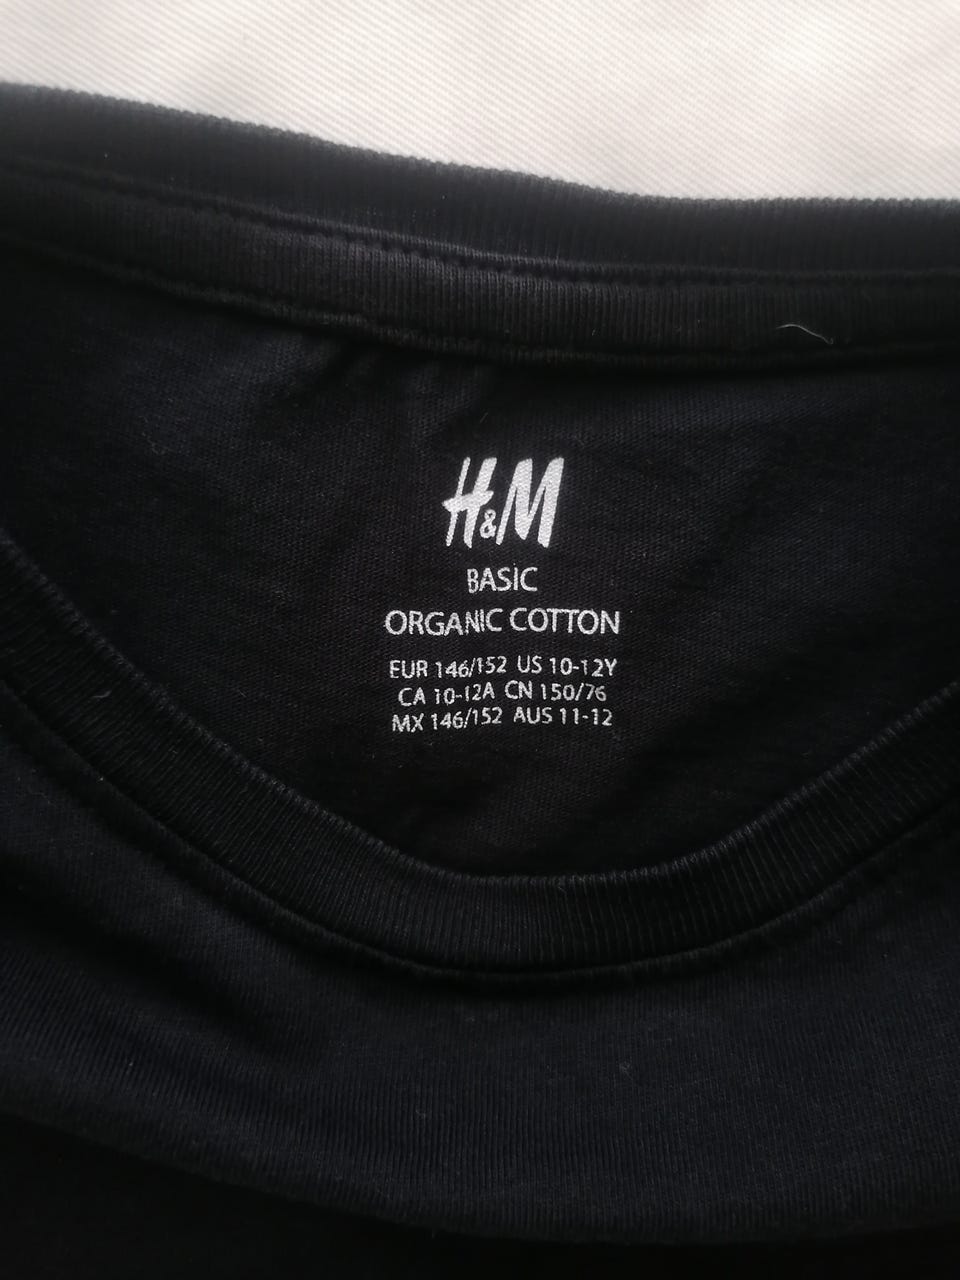 H&M
BASIC
ORGANIC COTTON
EUR 146/152 US 10-12Y
CA 10-12A CN 150/76
MX 146/152 AUS 11-12